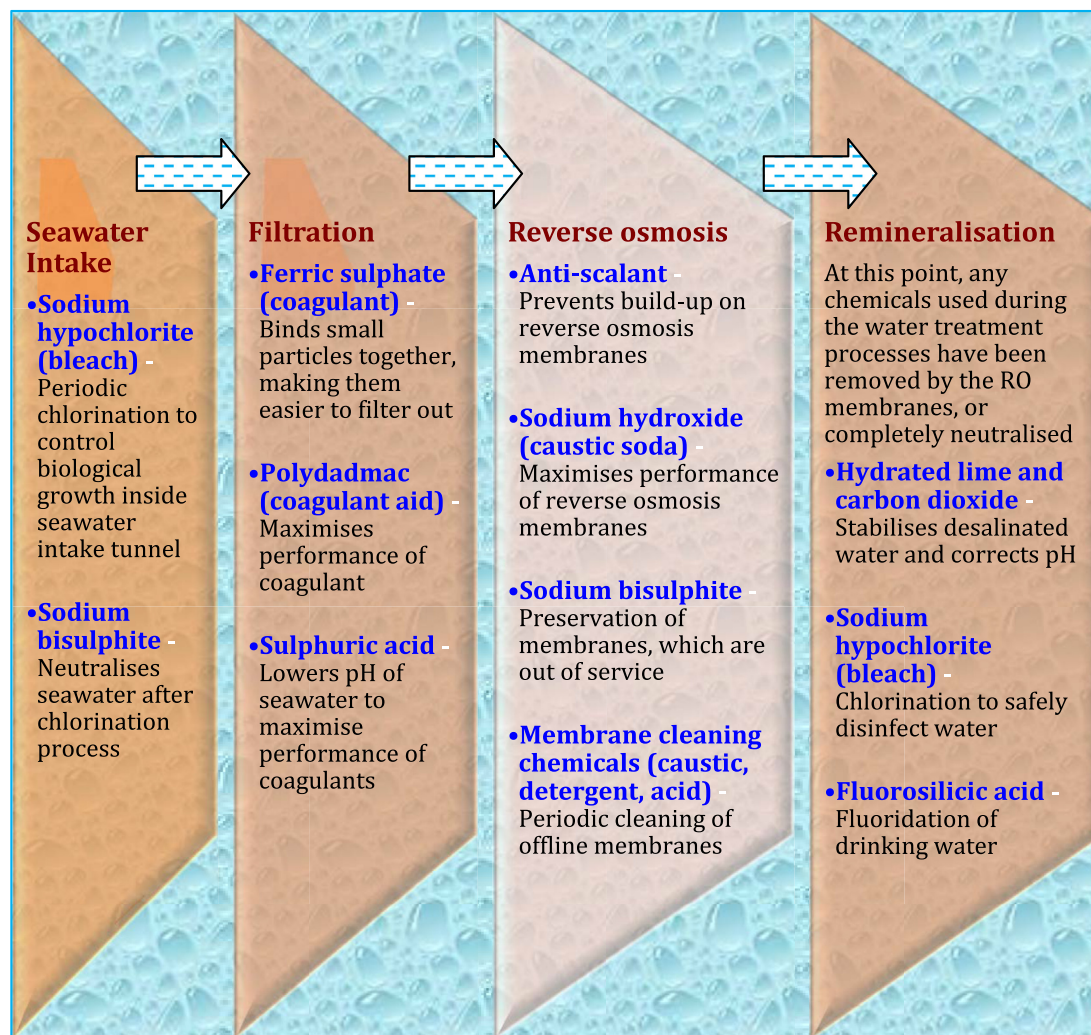 Seawater
Intake
•Sodium
hypochlorite
(bleach) -
Periodic
chlorination to
control
biological
growth inside
seawater
intake tunnel
•Sodium
bisulphite -
Neutralises
seawater after
chlorination
process
Filtration
•Ferric sulphate
(coagulant) -
Binds small
particles together,
making them
easier to filter out
•Polydadmac
(coagulant aid) -
Maximises
performance of
coagulant
•Sulphuric acid -
Lowers pH of
seawater to
maximise
performance of
coagulants
Reverse osmosis
•Anti-scalant -
Prevents build-up on
reverse osmosis
membranes
•Sodium hydroxide
(caustic soda) -
Maximises performance
of reverse osmosis
membranes
•Sodium bisulphite -
Preservation of
membranes, which are
out of service
•Membrane cleaning
chemicals (caustic,
detergent, acid) -
Periodic cleaning of
offline membranes
Remineralisation
At this point, any
chemicals used during
the water treatment
processes have been
removed by the RO
membranes, or
completely neutralised
•Hydrated lime and
carbon dioxide -
Stabilises desalinated
water and corrects pH
•Sodium
hypochlorite
(bleach) -
Chlorination to safely
disinfect water
•Fluorosilicic acid -
Fluoridation of
drinking water